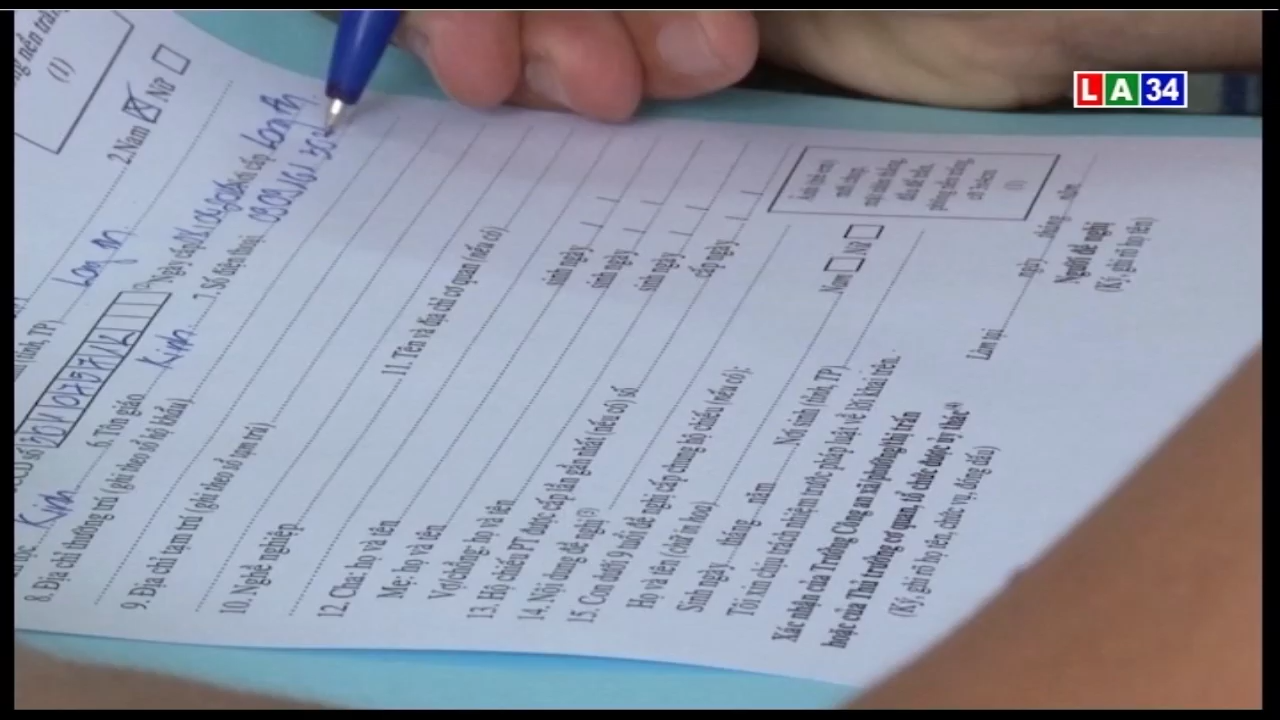 LA34
(1)
2.Nam Nữ
(tỉnh, TP) Long An
Ngày cấp
cấp Long An
Kinh 6. Tôn giáo Kinh 7. Số điện thoại
8. Địa chỉ thường trú (ghi theo sổ hộ khẩu)
9. Địa chỉ tạm trú (ghi theo sổ tạm trú)
10. Nghề nghiệp 11. Tên và địa chỉ cơ quan (nếu có)
12. Cha: họ và tên sinh ngày / /
Mẹ: họ và tên sinh ngày / /
Vợ/chồng: họ và tên sinh ngày / /
13. Hộ chiếu PT được cấp lần gần nhất (nếu có) số cấp ngày / /
14. Nội dung đề nghị
15. Con dưới 9 tuổi đề nghị cấp chung hộ chiếu (nếu có):
Họ và tên (chữ in hoa) Nam Nữ
Sinh ngày tháng năm Nơi sinh (tỉnh, TP)
Tôi xin chịu trách nhiệm trước pháp luật về lời khai trên.
Xác nhận của Trưởng Công an xã/phường/thị trấn
hoặc của Thủ trưởng cơ quan, tổ chức được ủy thác
(Ký, ghi rõ họ tên, chức vụ, đóng dấu)
Làm tại ngày tháng năm
Người đề nghị
(Ký, ghi rõ họ tên)